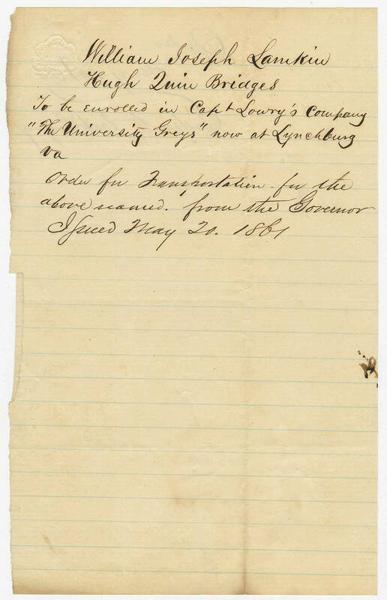 William Joseph Lamkin
Hugh Quin Bridges
To be enrolled in Capt Lowry's Company
"The University Greys" now at Lynchburg
Va
Order for Transportation for the
above named. from the Governor
Issued May 20. 1861